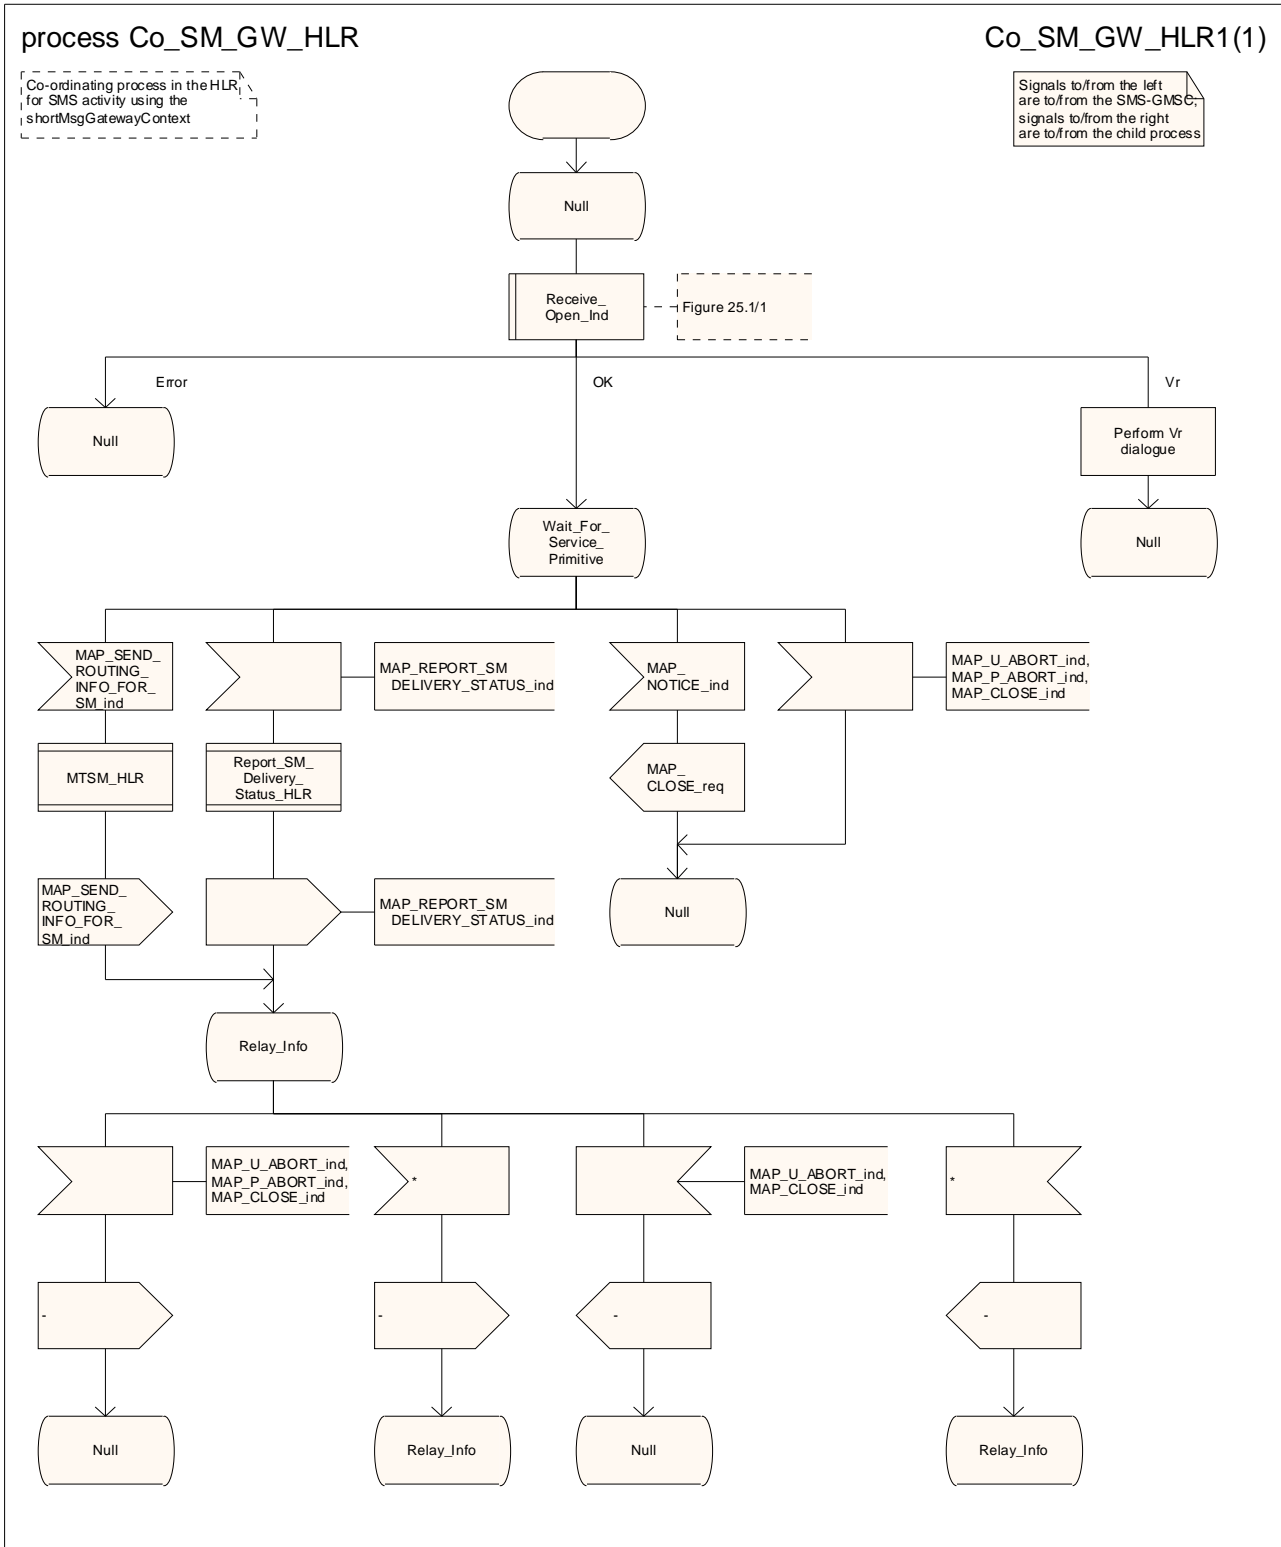 process Co_SM_GW_HLR
Co_SM_GW_HLR1(1)
Co-ordinating process in the HLR
for SMS activity using the
shortMsgGatewayContext
Signals to/from the left
are to/from the SMS-GMSC;
signals to/from the right
are to/from the child process
Null
Receive_
Open_Ind
Figure 25.1/1
Error
OK
Vr
Null
Perform Vr
dialogue
Wait_For_
Service_
Primitive
Null
MAP_SEND_
ROUTING_
INFO_FOR_
SM_ind
MAP_REPORT_SM
DELIVERY_STATUS_ind
MAP_
NOTICE_ind
MAP_U_ABORT_ind,
MAP_P_ABORT_ind,
MAP_CLOSE_ind
MTSM_HLR
Report_SM_
Delivery_
Status_HLR
MAP_
CLOSE_req
MAP_SEND_
ROUTING_
INFO_FOR_
SM_ind
MAP_REPORT_SM
DELIVERY_STATUS_ind
Null
Relay_Info
MAP_U_ABORT_ind,
MAP_P_ABORT_ind,
MAP_CLOSE_ind
*
MAP_U_ABORT_ind,
MAP_CLOSE_ind
*
-
-
-
-
Null
Relay_Info
Null
Relay_Info